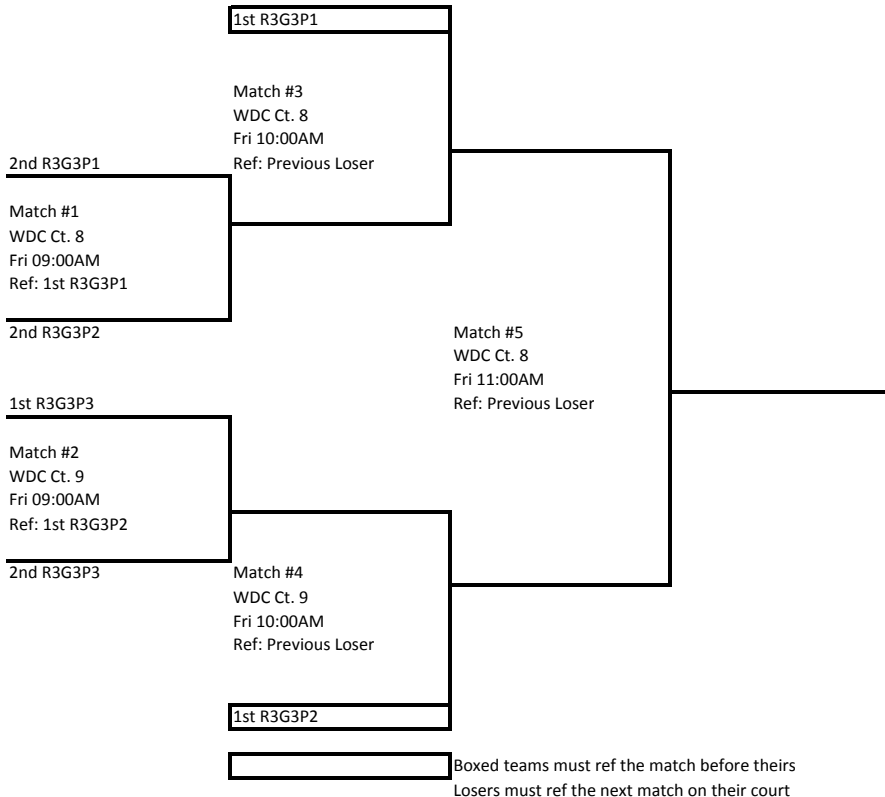 1st R3G3P1
Match #3
WDC Ct. 8
Fri 10:00AM
Ref: Previous Loser
2nd R3G3P1
Match #1
WDC Ct. 8
Fri 09:00AM
Ref: 1st R3G3P1
2nd R3G3P2
Match #5
WDC Ct. 8
Fri 11:00AM
Ref: Previous Loser
1st R3G3P3
Match #2
WDC Ct. 9
Fri 09:00AM
Ref: 1st R3G3P2
2nd R3G3P3
Match #4
WDC Ct. 9
Fri 10:00AM
Ref: Previous Loser
1st R3G3P2
Boxed teams must ref the match before theirs
Losers must ref the next match on their court